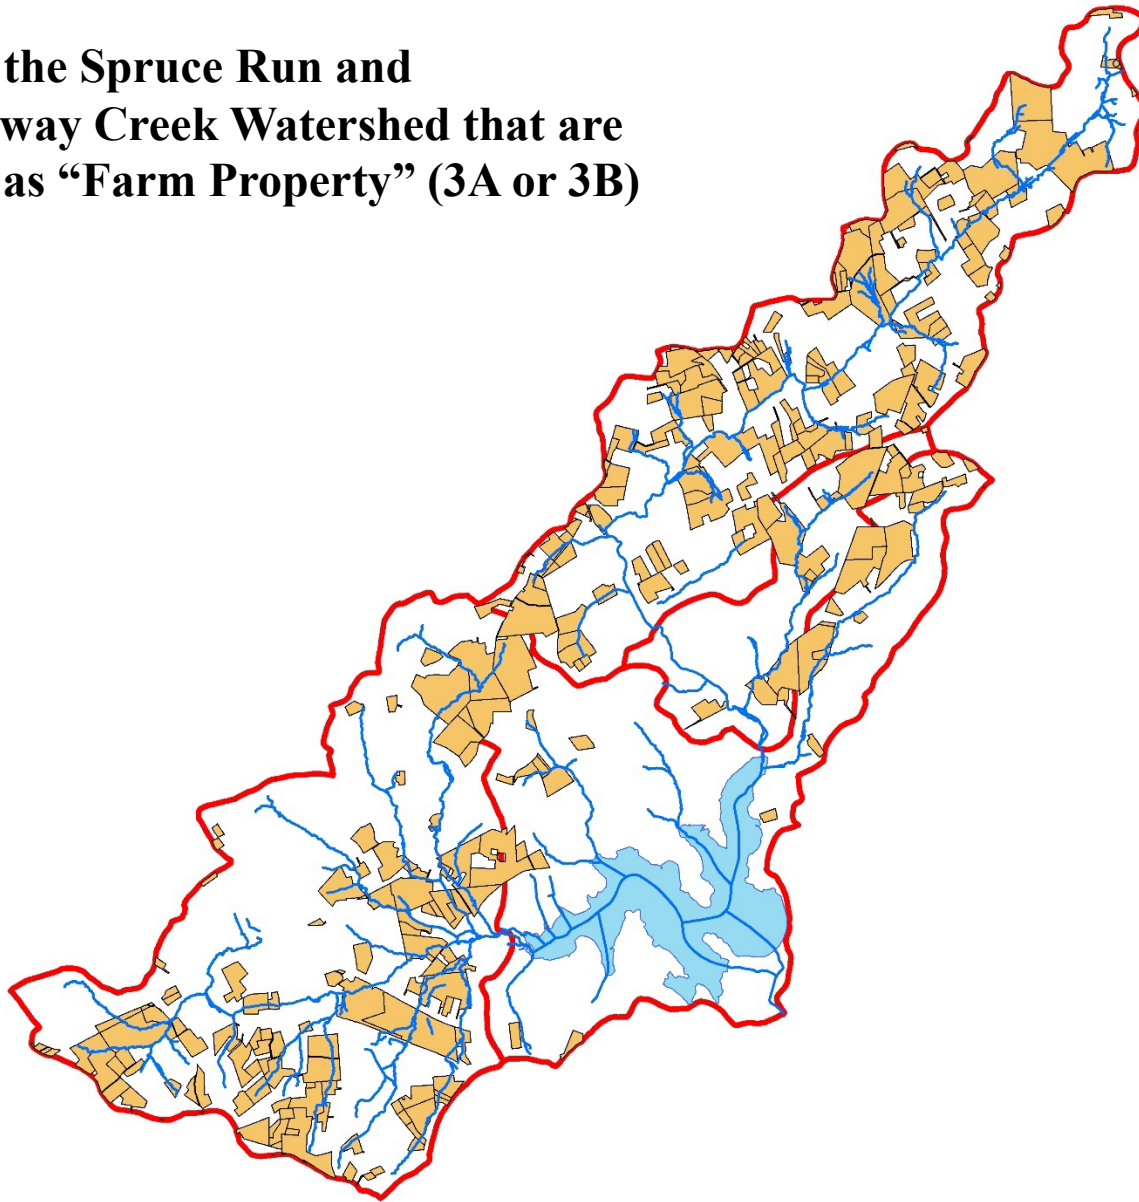 the Spruce Run and
way Creek Watershed that are
as “Farm Property” (3A or 3B)